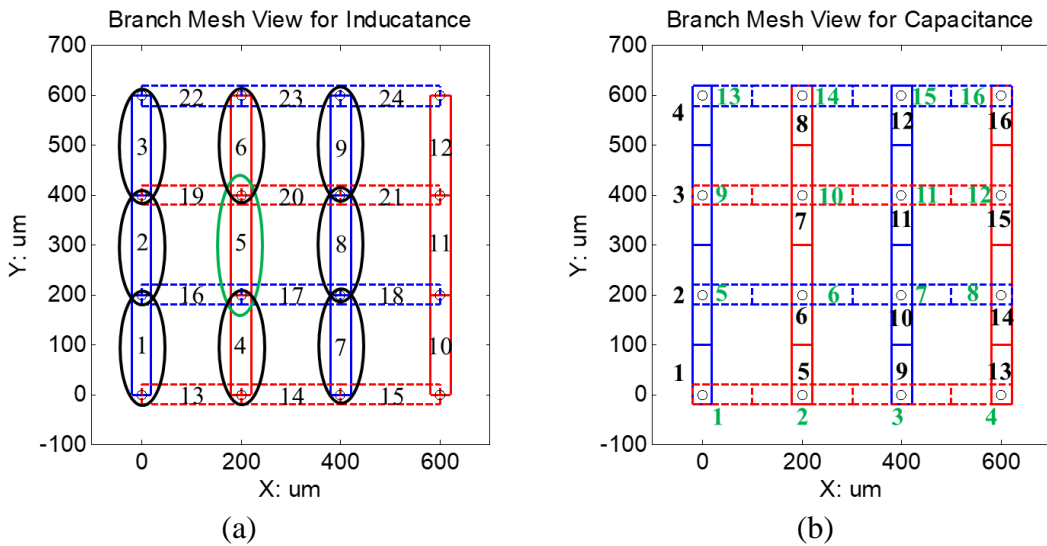 Branch Mesh View for Inducatance
700
600
500
400
300
200
100
0
-100
22 23 24
3 6 9 12
19 20 21
2 5 8 11
16 17 18
1 4 7 10
13 14 15
0 200 400 600
X: um
Y: um
(a)
Branch Mesh View for Capacitance
700
600
500
400
300
200
100
0
-100
13 14 15 16
4 8 12 16
3 9 10 11 12
7 11 15
2 5 6 7 8
6 10 14
1 5 9 13
1 2 3 4
0 200 400 600
X: um
Y: um
(b)